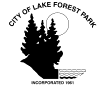 CITY OF LAKE FOREST PARK
INCORPORATED 1961